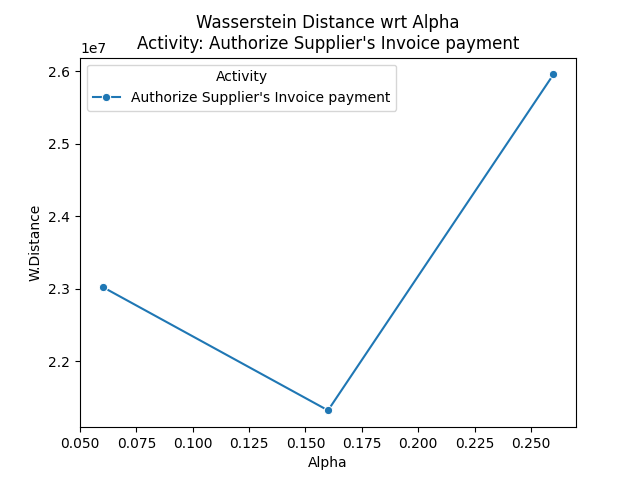 Wasserstein Distance wrt Alpha
Activity: Authorize Supplier's Invoice payment
1e7
Activity
Authorize Supplier's Invoice payment
2.6
2.5
2.4
2.3
2.2
W.Distance
0.050 0.075 0.100 0.125 0.150 0.175 0.200 0.225 0.250
Alpha